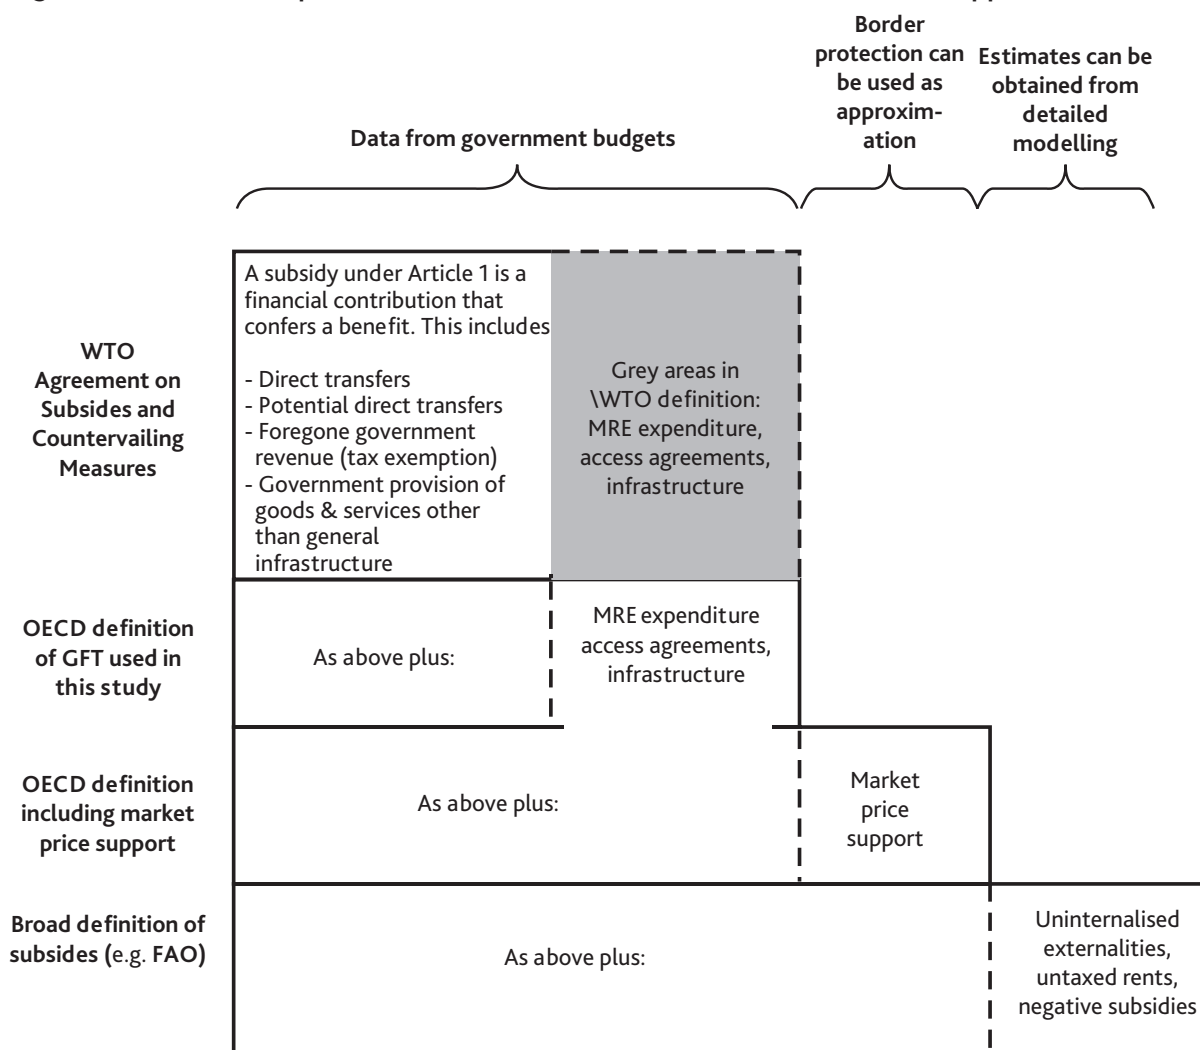 Border
protection can
be used as
approxim-
ation
Estimates can be
obtained from
detailed
modelling
Data from government budgets
WTO
Agreement on
Subsides and
Countervailing
Measures
A subsidy under Article 1 is a
financial contribution that
confers a benefit. This includes
- Direct transfers
- Potential direct transfers
- Foregone government
revenue (tax exemption)
- Government provision of
goods & services other
than general
infrastructure
Grey areas in
\WTO definition:
MRE expenditure,
access agreements,
infrastructure
OECD definition
of GFT used in
this study
As above plus:
MRE expenditure
access agreements,
infrastructure
OECD definition
including market
price support
As above plus:
Market
price
support
Broad definition of
subsides (e.g. FAO)
As above plus:
Uninternalised
externalities,
untaxed rents,
negative subsidies